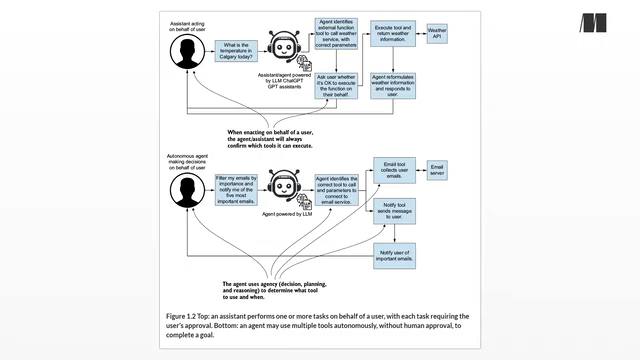 Assistant acting
on behalf of user
What is the
temperature in
Calgary today?
Assistant/agent powered
by LLM ChatGPT
GPT assistants
Agent identifies
external function
tool to call weather
service, with
correct parameters
Ask user whether
it's OK to execute
the function on
their behalf.
Execute tool and
return weather
information.
Weather
API
Agent reformulates
weather information
and responds to
user.
When enacting on behalf of a user,
the agent/assistant will always
confirm which tools it can execute.
Autonomous agent
making decisions
on behalf of user
Filter my emails by
importance and
notify me of the
five most
important emails.
Agent powered by LLM
Agent identifies the
correct tool to call
and parameters to
connect to
email service.
Email tool
collects user
emails.
Email
server
Notify tool
sends message
to user.
Notify user of
important emails.
The agent uses agency (decision, planning,
and reasoning) to determine what tool
to use and when.
Figure 1.2 Top: an assistant performs one or more tasks on behalf of a user, with each task requiring the
user's approval. Bottom: an agent may use multiple tools autonomously, without human approval, to
complete a goal.